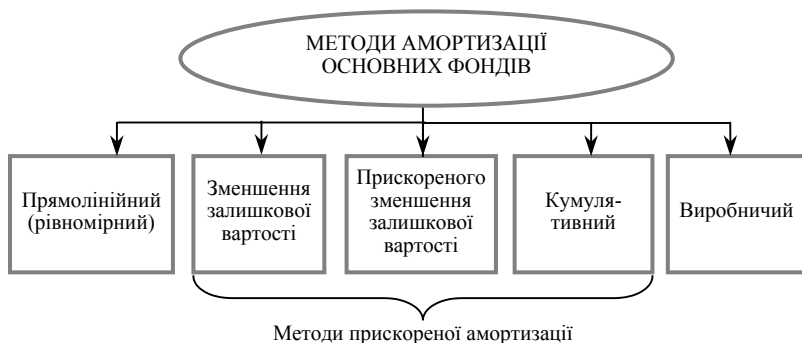 МЕТОДИ АМОРТИЗАЦІЇ
ОСНОВНИХ ФОНДІВ
Прямолінійний
(рівномірний)
Зменшення
залишкової
вартості
Прискореного
зменшення
залишкової
вартості
Кумуля-
тивний
Виробничий
Методи прискореної амортизації